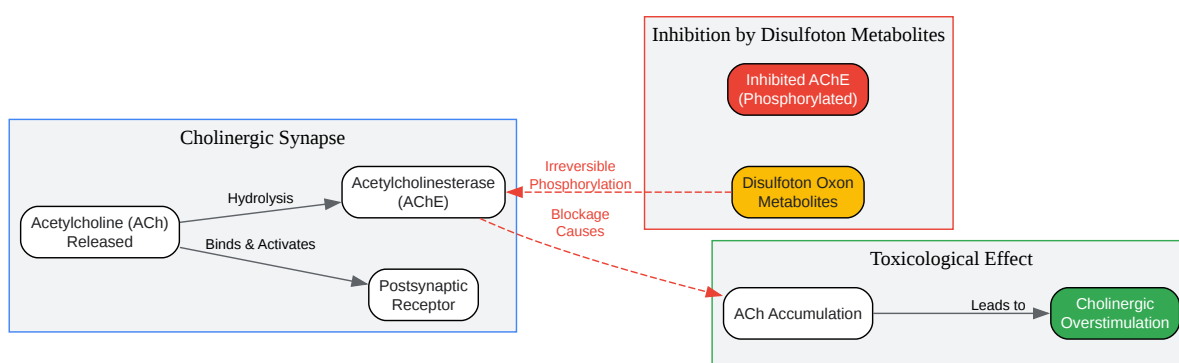 Inhibition by Disulfoton Metabolites
Inhibited AChE
(Phosphorylated)
Cholinergic Synapse
Acetylcholine (ACh)
Released
Hydrolysis
Binds & Activates
Acetylcholinesterase
(AChE)
Postsynaptic
Receptor
Irreversible
Phosphorylation
Disulfoton Oxon
Metabolites
Blockage
Causes
Toxicological Effect
ACh Accumulation
Leads to
Cholinergic
Overstimulation